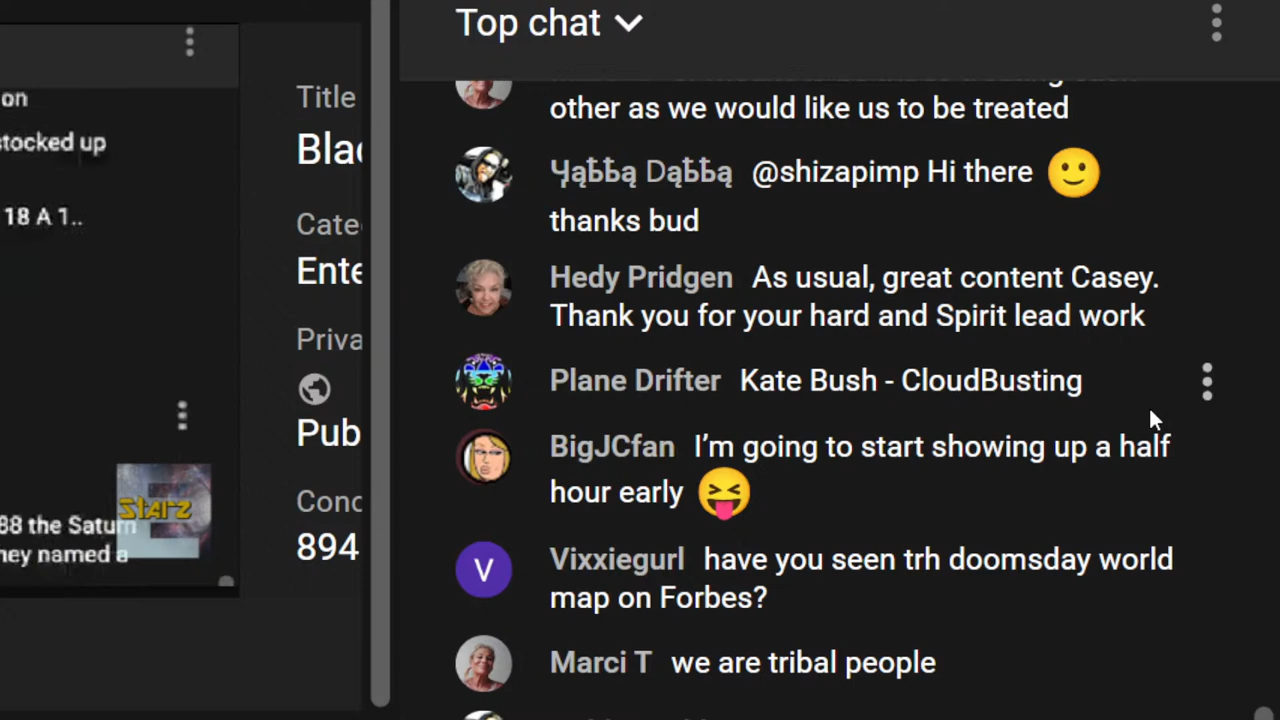 Top chat
other as we would like us to be treated
Ⴗąҍҍą Dąҍҍą @shizapimp Hi there 🙂
thanks bud
Hedy Pridgen As usual, great content Casey.
Thank you for your hard and Spirit lead work
Plane Drifter Kate Bush - CloudBusting
BigJCfan I’m going to start showing up a half
hour early 😝
V Vixxiegurl have you seen trh doomsday world
map on Forbes?
Marci T we are tribal people
on
stocked up
18 A 1..
Starz
E
88 the Saturn
hey named a
Title
Blac
Cate
Ente
Priva
Pub
Conc
894